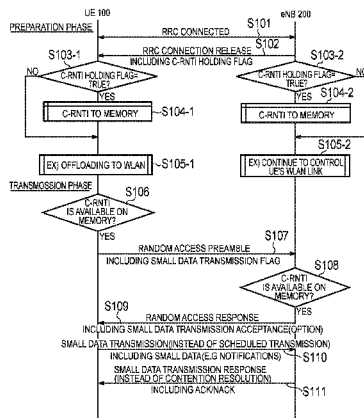 UE 100
eNB 200
PREPARATION PHASE
S101
RRC CONNECTED
S102
RRC CONNECTION RELEASE
INCLUDING C-RNTI HOLDING FLAG
S103-1
S103-2
NO
C-RNTI HOLDING FLAG=
TRUE?
C-RNTI HOLDING FLAG=
TRUE?
NO
YES
YES
S104-2
C-RNTI TO MEMORY
S104-1
C-RNTI TO MEMORY
S105-2
EX) OFFLOADING TO WLAN
S105-1
EX) CONTINUE TO CONTROL
UE'S WLAN LINK
TRANSMOSSION PHASE
S106
C-RNTI
IS AVAILABLE ON
MEMORY?
YES
S107
RANDOM ACCESS PREAMBLE
INCLUDING SMALL DATA TRANSMISSION FLAG
S108
C-RNTI
IS AVAILABLE ON
MEMORY?
S109
YES
RANDOM ACCESS RESPONSE
INCLUDING SMALL DATA TRANSMISSION ACCEPTANCE(OPTION)
SMALL DATA TRANSMISSION(INSTEAD OF SCHEDULED TRANSMISSION)
INCLUDING SMALL DATA(E.G NOTIFICATIONS)
S110
SMALL DATA TRANSMISSION RESPONSE
(INSTEAD OF CONTENTION RESOLUTION)
S111
INCLUDING ACK/NACK